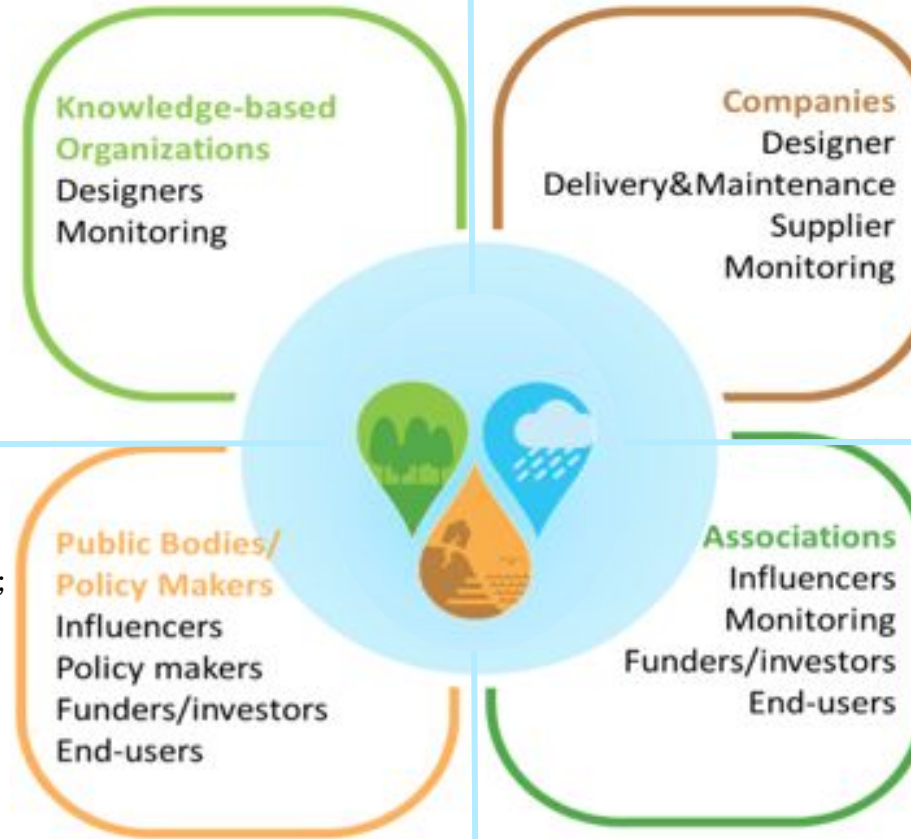 Knowledge-based
Organizations
Designers
Monitoring
Companies
Designer
Delivery&Maintenance
Supplier
Monitoring
Public Bodies/
Policy Makers
Influencers
Policy makers
Funders/investors
End-users
;
Associations
Influencers
Monitoring
Funders/investors
End-users